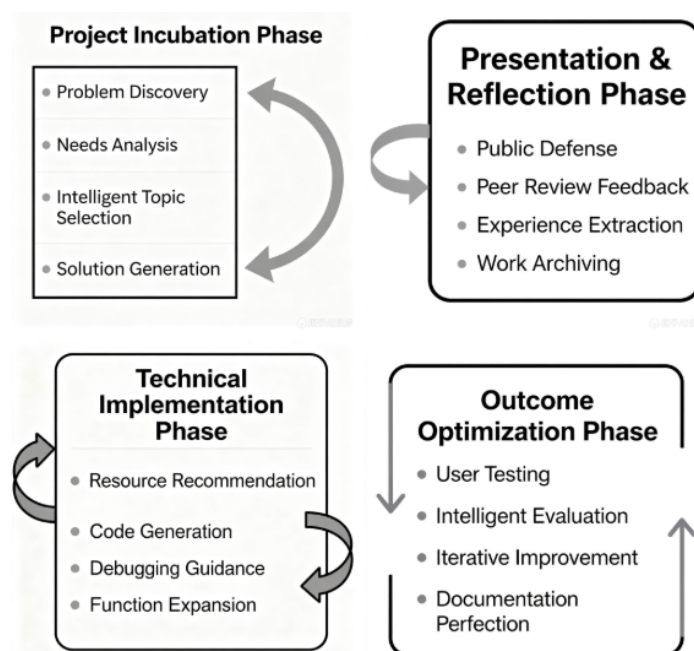 Project Incubation Phase
Problem Discovery
Needs Analysis
Intelligent Topic
Selection
Solution Generation
Presentation &
Reflection Phase
Public Defense
Peer Review Feedback
Experience Extraction
Work Archiving
Technical
Implementation
Phase
Resource Recommendation
Code Generation
Debugging Guidance
Function Expansion
Outcome
Optimization Phase
User Testing
Intelligent Evaluation
Iterative Improvement
Documentation
Perfection